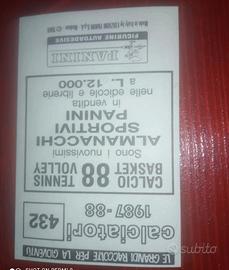 LE GRANDI RACCOLTE PER LA GIOVENTÙ
calciatori
1987-88
432
CALCIO
BASKET
88
TENNIS
VOLLEY
Sono i nuovissimi
ALMANACCHI
SPORTIVI
PANINI
in vendita
nelle edicole e librerie
a L. 12.000
PANINI
FIGURINE AUTOADESIVE
subito